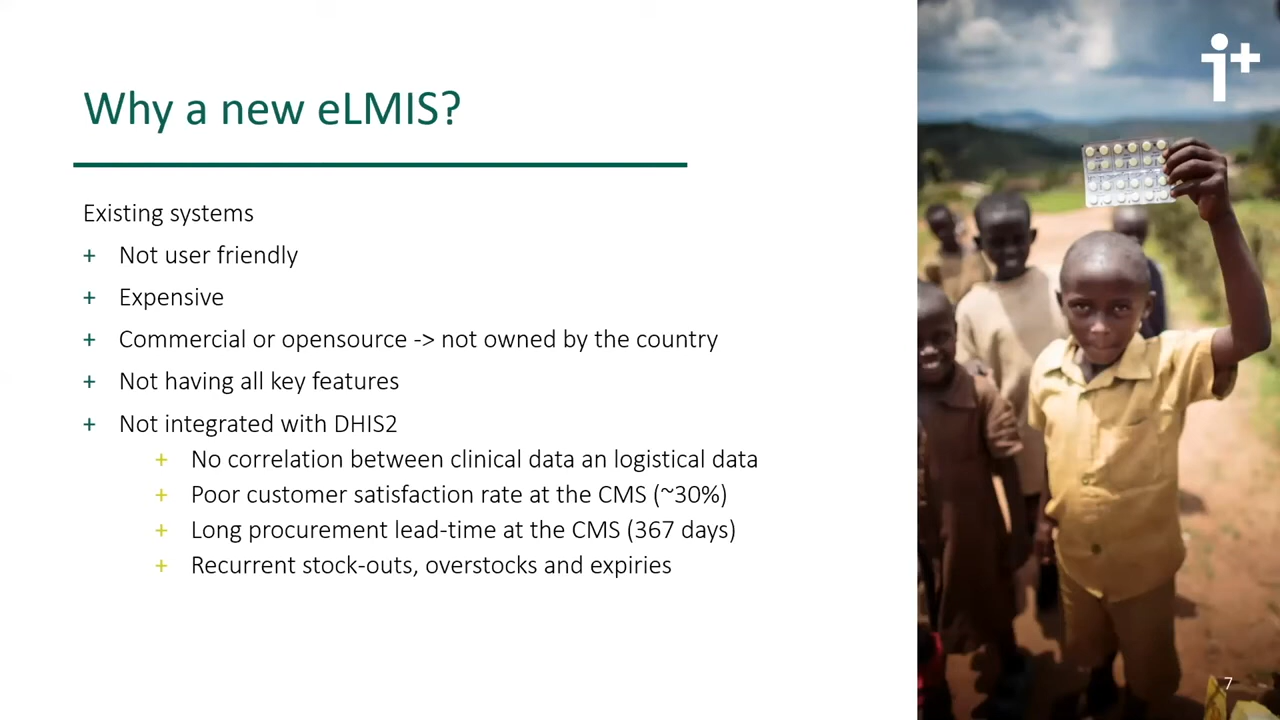 Why a new eLMIS?
Existing systems
+ Not user friendly
+ Expensive
+ Commercial or opensource -> not owned by the country
+ Not having all key features
+ Not integrated with DHIS2
+ No correlation between clinical data an logistical data
+ Poor customer satisfaction rate at the CMS (~30%)
+ Long procurement lead-time at the CMS (367 days)
+ Recurrent stock-outs, overstocks and expiries
i+
7